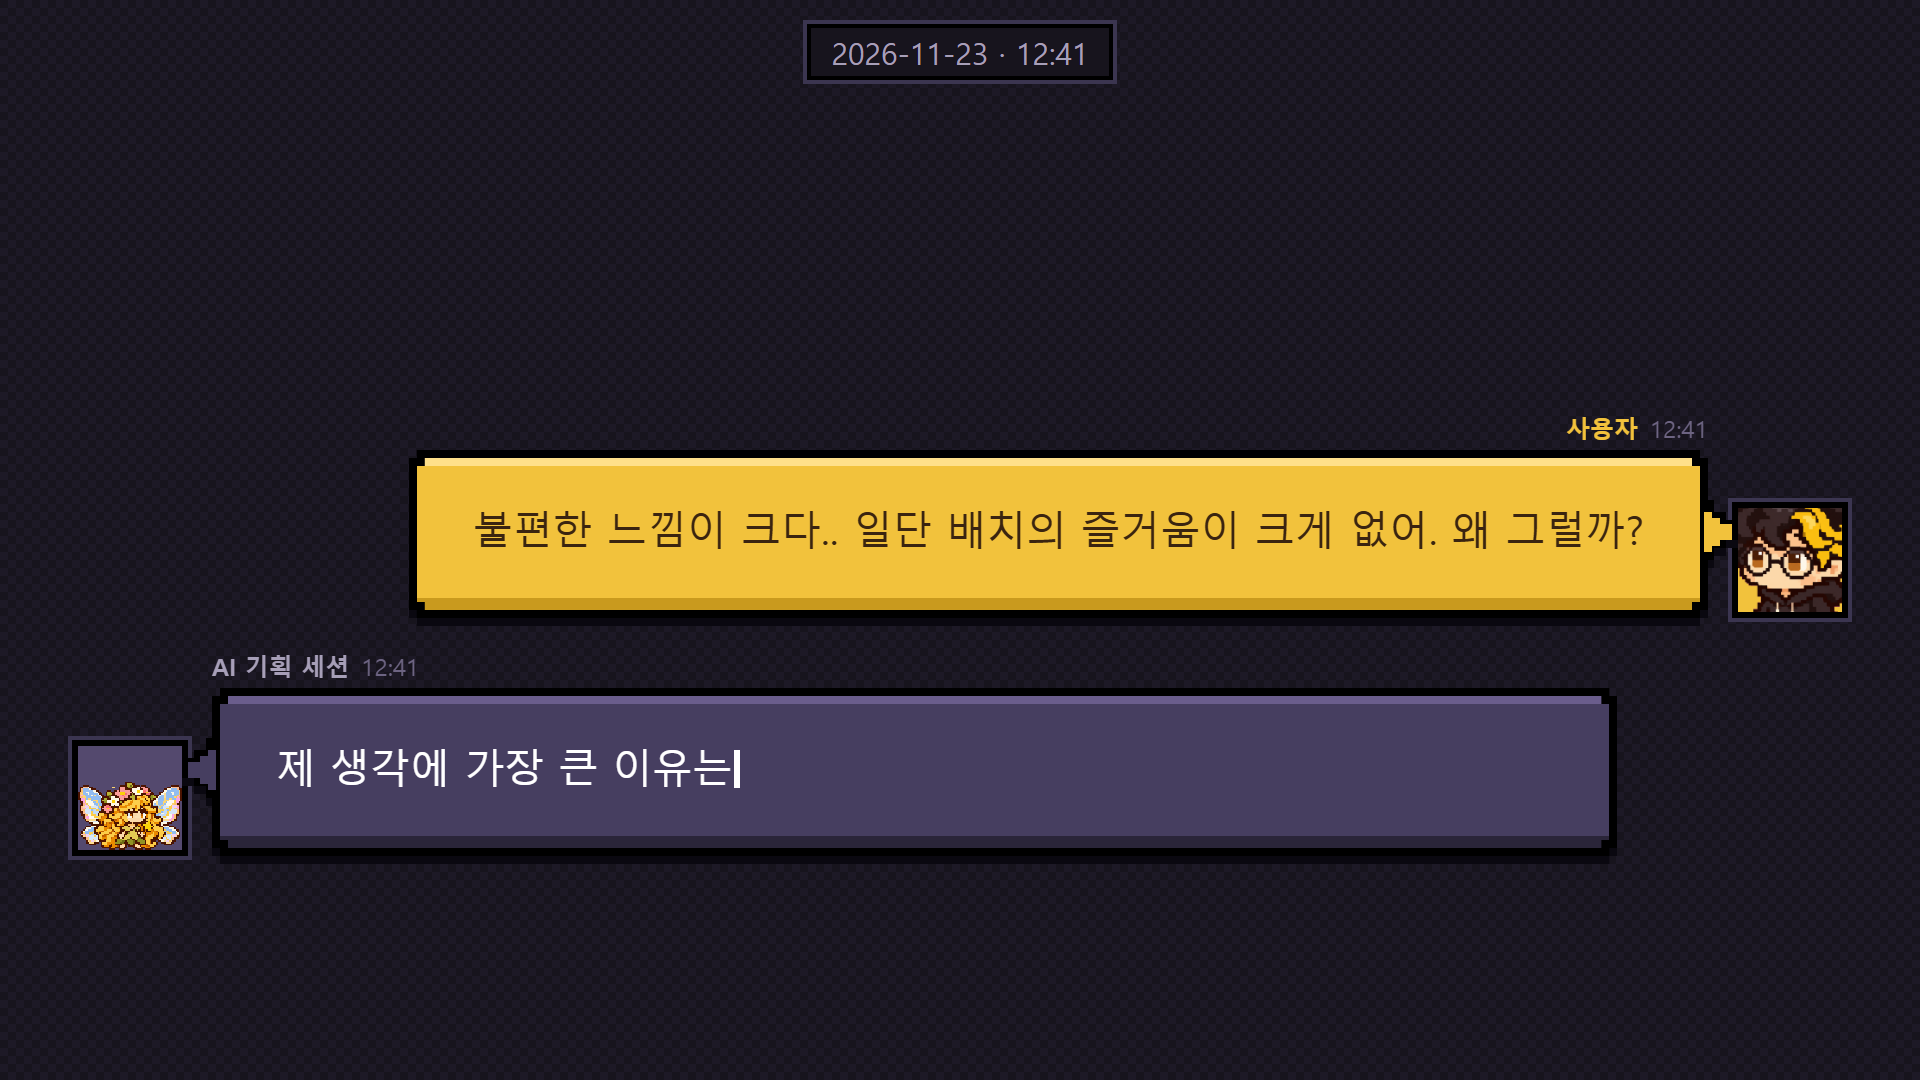 2026-11-23 · 12:41
사용자 12:41
불편한 느낌이 크다.. 일단 배치의 즐거움이 크게 없어. 왜 그럴까?
AI 기획 세션 12:41
제 생각에 가장 큰 이유는